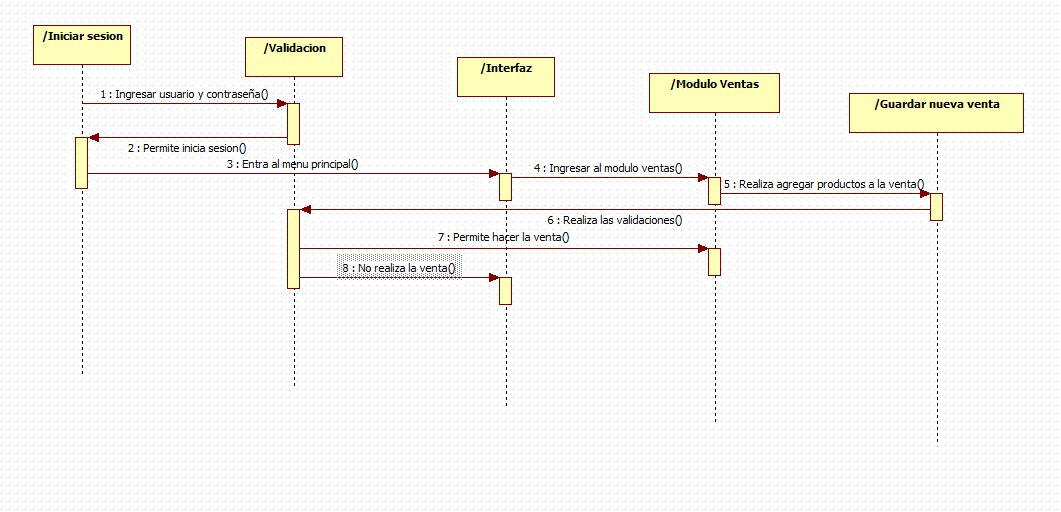 /Iniciar sesion
/Validacion
/Interfaz
/Modulo Ventas
/Guardar nueva venta
1 : Ingresar usuario y contraseña()
2 : Permite inicia sesion()
3 : Entra al menu principal()
4 : Ingresar al modulo ventas()
5 : Realiza agregar productos a la venta()
6 : Realiza las validaciones()
7 : Permite hacer la venta()
8 : No realiza la venta()